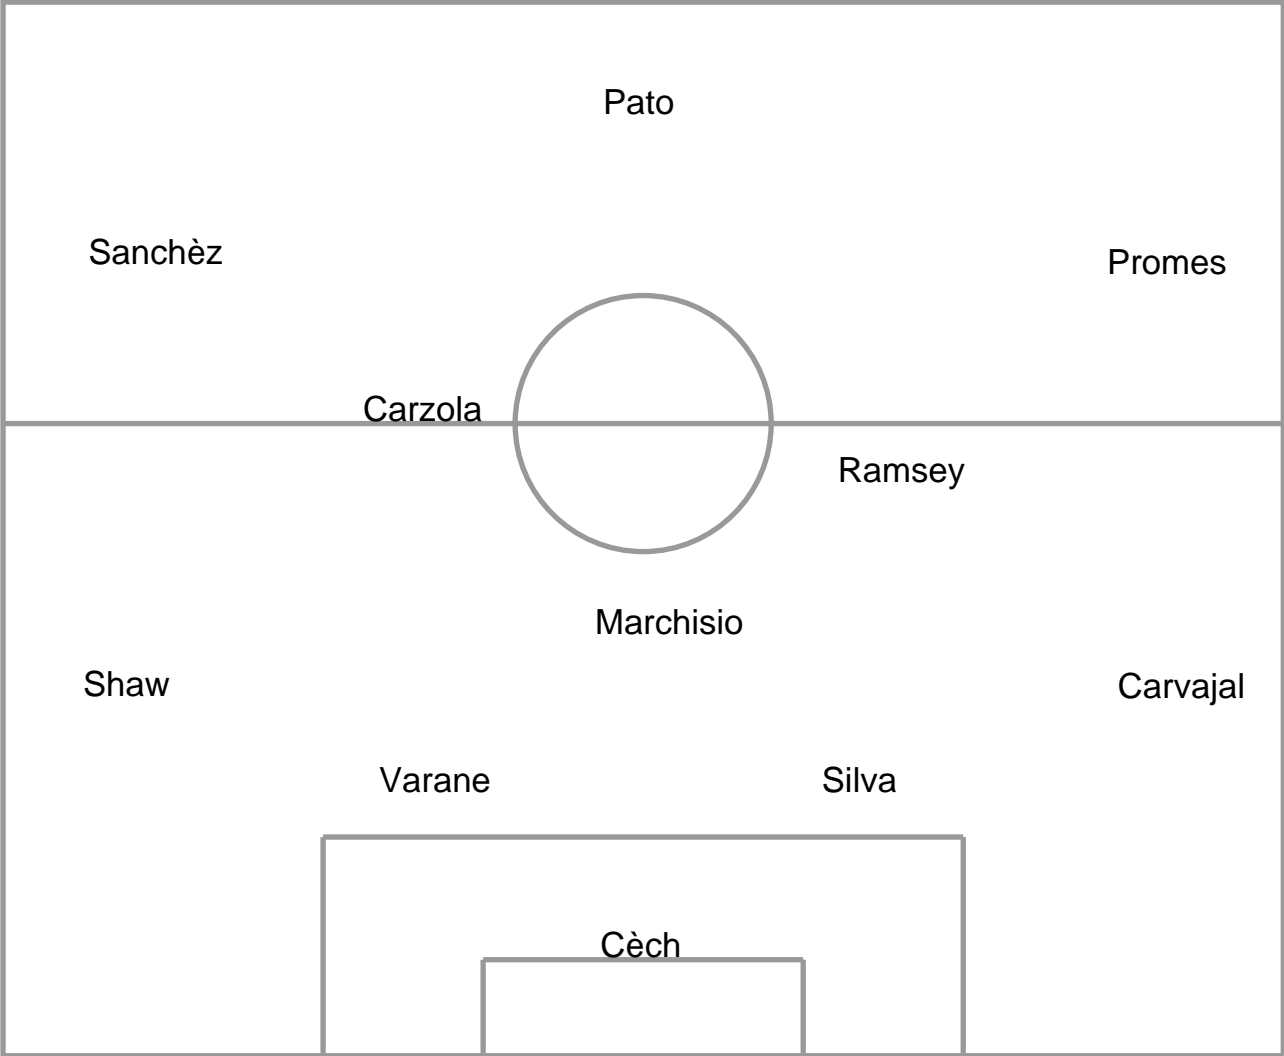 Pato
Sanchèz
Promes
Carzola
Ramsey
Marchisio
Shaw
Carvajal
Varane
Silva
Cèch